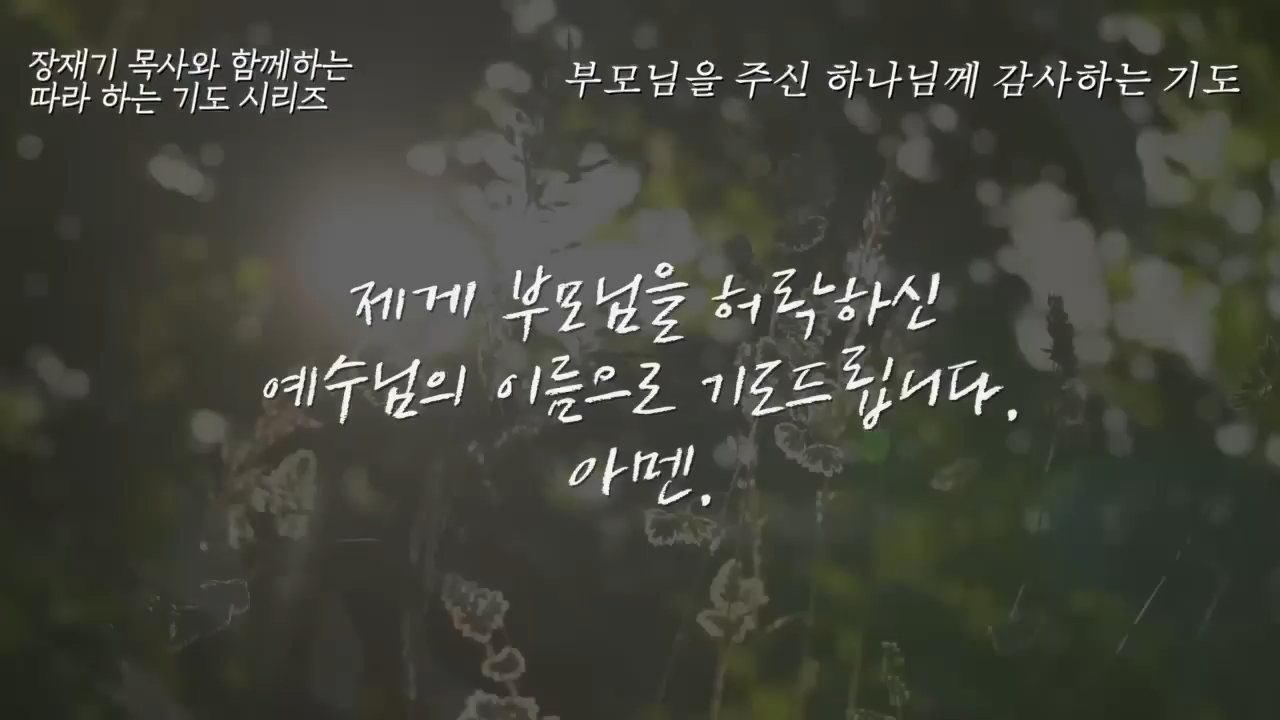 장재기 목사와 함께하는
따라 하는 기도 시리즈
부모님을 주신 하나님께 감사하는 기도
제게 부모님을 허락하신
예수님의 이름으로 기도드립니다.
아멘.